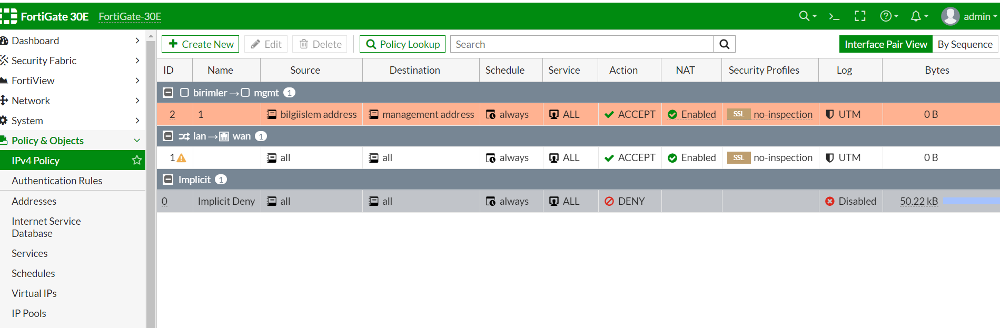 FortiGate 30E FortiGate-30E admin
Dashboard
Security Fabric
FortiView
Network
System
Policy & Objects
IPv4 Policy
Authentication Rules
Addresses
Internet Service
Database
Services
Schedules
Virtual IPs
IP Pools
Create New Edit Delete Policy Lookup Search Interface Pair View By Sequence
ID Name Source Destination Schedule Service Action NAT Security Profiles Log Bytes
birimler → mgmt 1
2 1 bilgiislem address management address always ALL ACCEPT Enabled SSL no-inspection UTM 0 B
lan → wan 1
1 all all always ALL ACCEPT Enabled SSL no-inspection UTM 0 B
Implicit 1
0 Implicit Deny all all always ALL DENY Disabled 50.22 kB